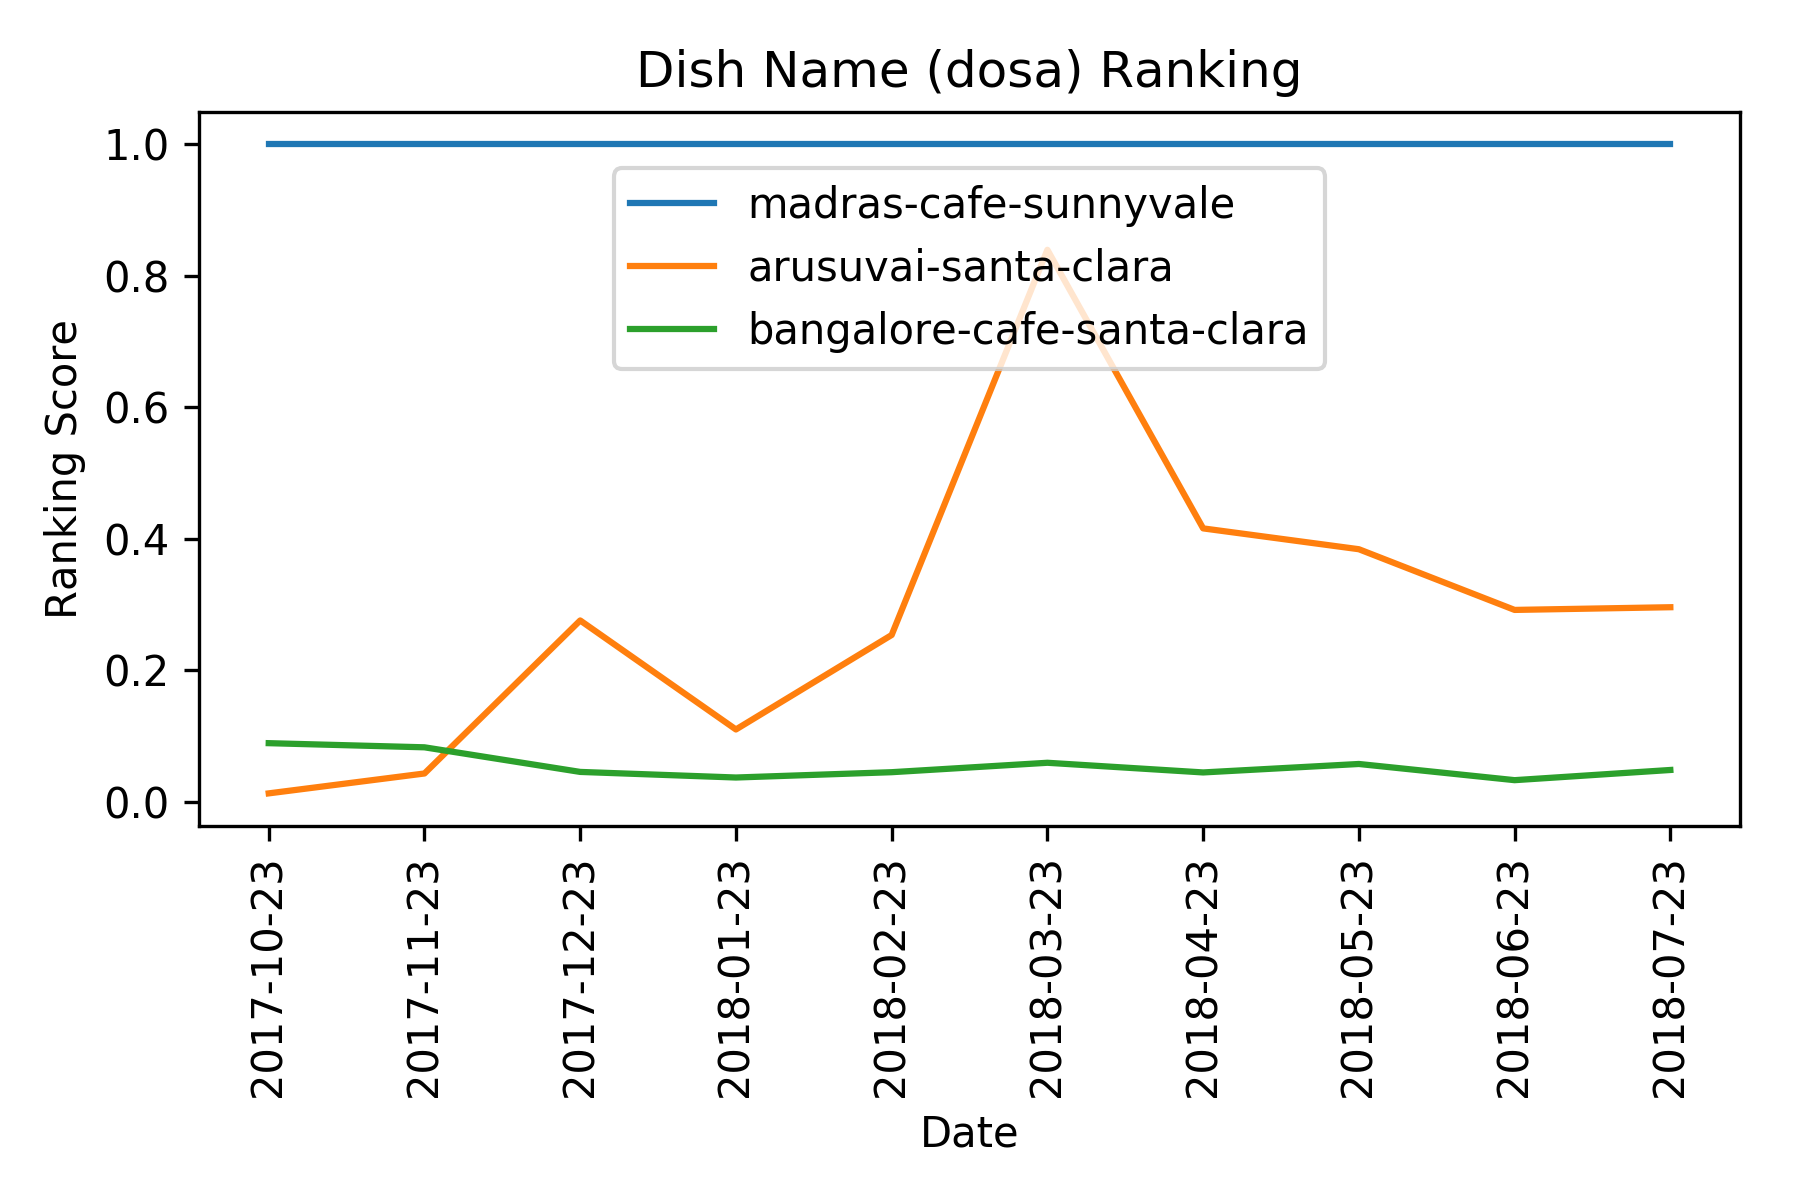 Dish Name (dosa) Ranking
1.0
0.8
0.6
0.4
0.2
0.0
Ranking Score
madras-cafe-sunnyvale
arusuvai-santa-clara
bangalore-cafe-santa-clara
2017-10-23
2017-11-23
2017-12-23
2018-01-23
2018-02-23
2018-03-23
2018-04-23
2018-05-23
2018-06-23
2018-07-23
Date